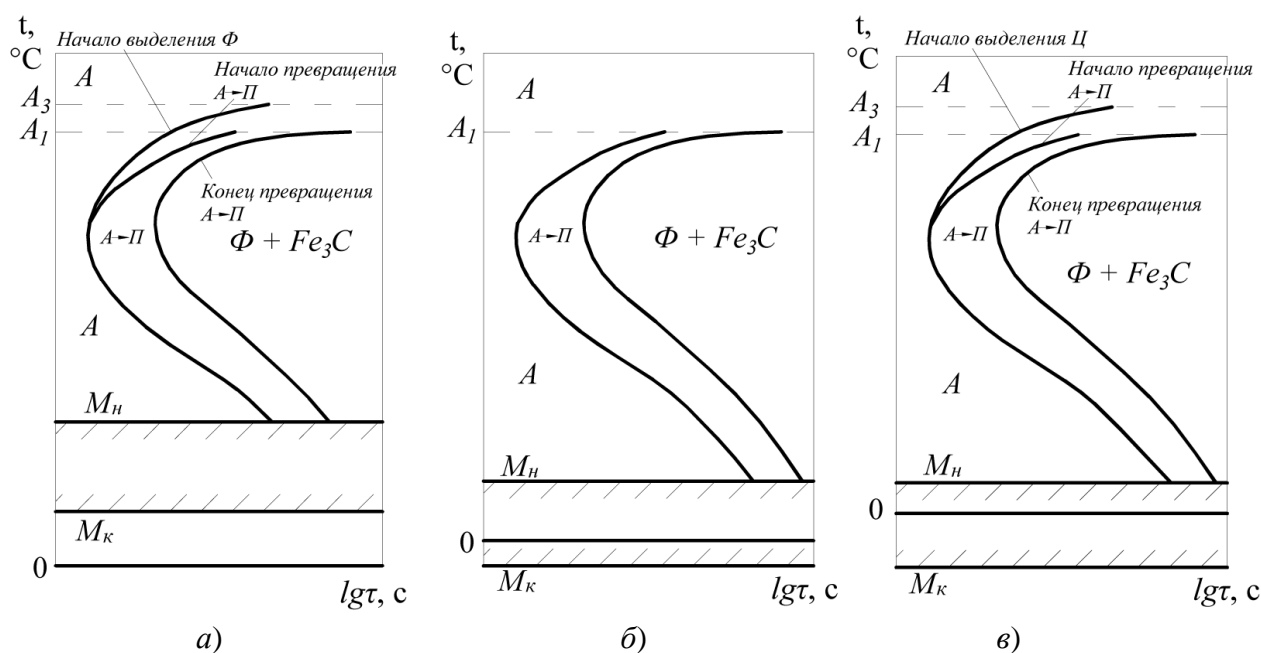 t,
°C
Начало выделения Ф
A
Начало превращения
А→П
A₃
A₁
Конец превращения
А→П
А→П
Ф + Fe₃C
A
Mн
Mк
0
lgτ, с
а)
t,
°C
A
A₁
А→П
Ф + Fe₃C
A
Mн
0
Mк
lgτ, с
б)
t,
°C
Начало выделения Ц
A
Начало превращения
А→П
A₃
A₁
Конец превращения
А→П
А→П
Ф + Fe₃C
A
Mн
0
Mк
lgτ, с
в)